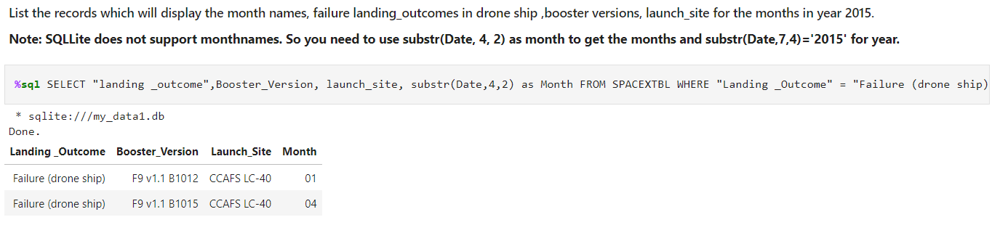 List the records which will display the month names, failure landing_outcomes in drone ship ,booster versions, launch_site for the months in year 2015.
Note: SQLLite does not support monthnames. So you need to use substr(Date, 4, 2) as month to get the months and substr(Date,7,4)='2015' for year.
%sql SELECT "landing _outcome",Booster_Version, launch_site, substr(Date,4,2) as Month FROM SPACEXTBL WHERE "Landing _Outcome" = "Failure (drone ship)
* sqlite:///my_data1.db
Done.
Landing _Outcome Booster_Version Launch_Site Month
Failure (drone ship) F9 v1.1 B1012 CCAFS LC-40 01
Failure (drone ship) F9 v1.1 B1015 CCAFS LC-40 04